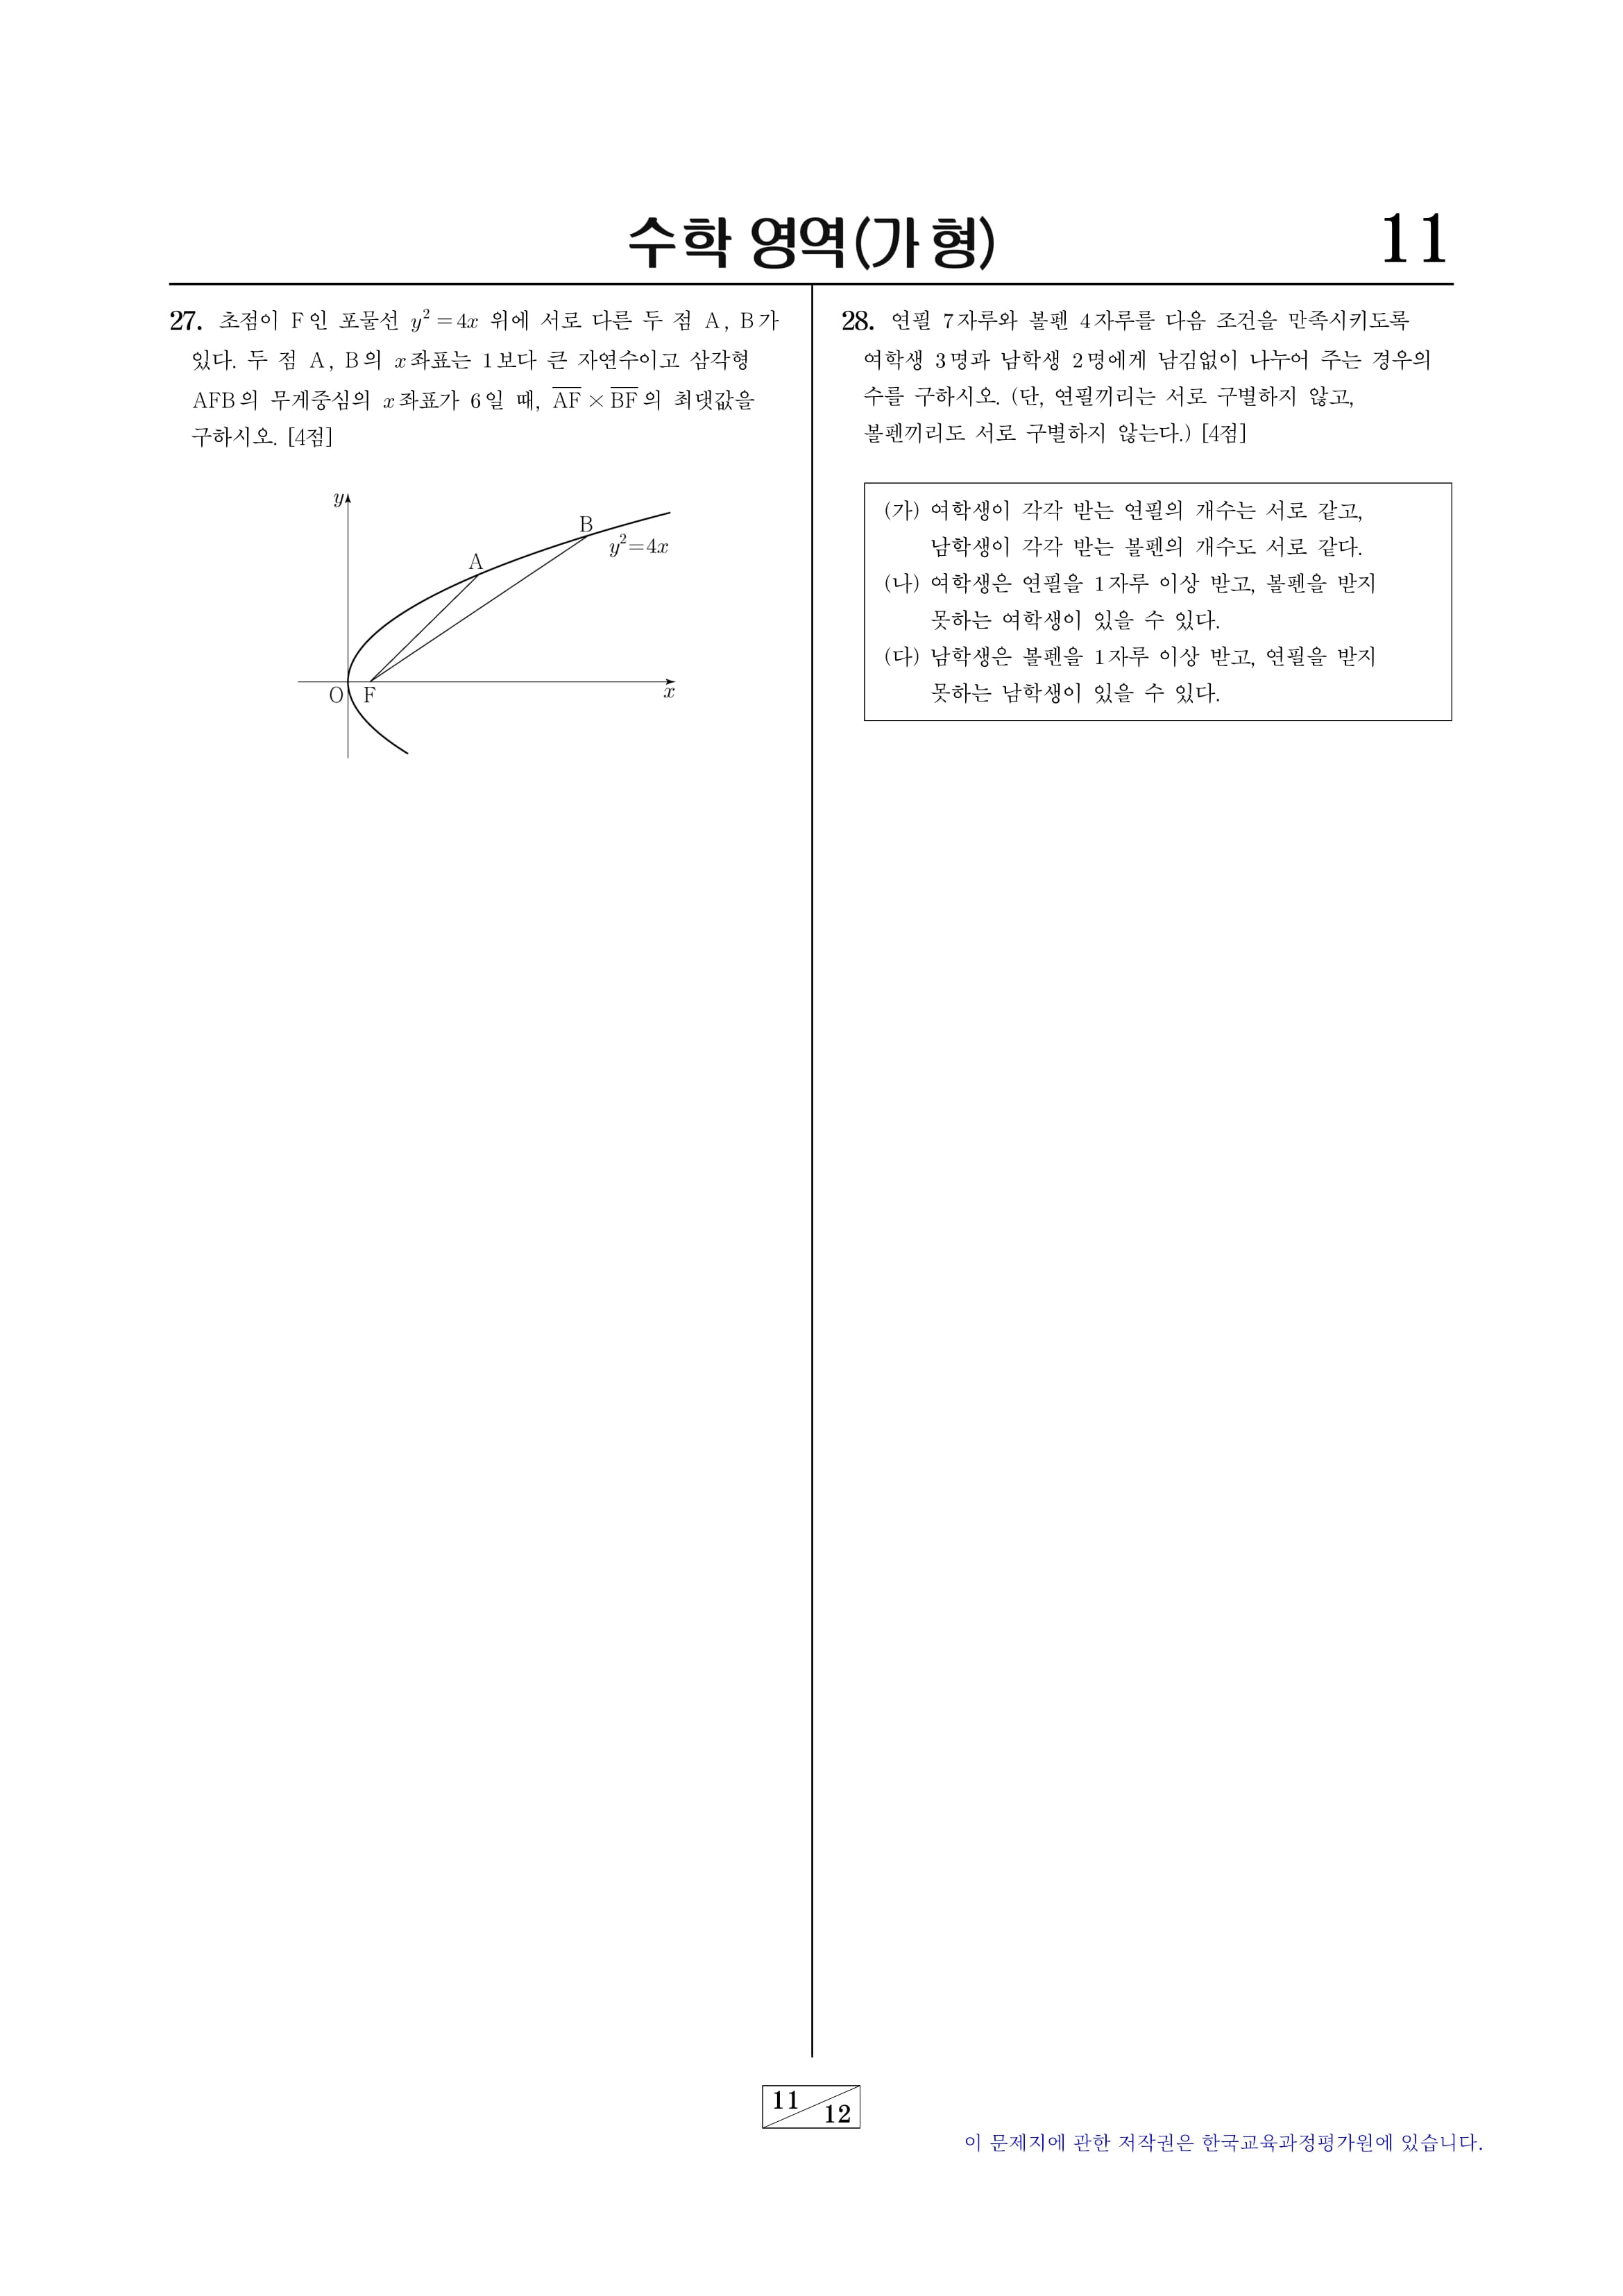 수학 영역(가 형)
11
27. 초점이 F인 포물선 y² = 4x 위에 서로 다른 두 점 A, B가
있다. 두 점 A, B의 x좌표는 1보다 큰 자연수이고 삼각형
AFB의 무게중심의 x좌표가 6일 때, A̅F̅ × B̅F̅의 최댓값을
구하시오. [4점]
y
B
y²=4x
A
O
F
x
28. 연필 7자루와 볼펜 4자루를 다음 조건을 만족시키도록
여학생 3명과 남학생 2명에게 남김없이 나누어 주는 경우의
수를 구하시오. (단, 연필끼리는 서로 구별하지 않고,
볼펜끼리도 서로 구별하지 않는다.) [4점]
(가) 여학생이 각각 받는 연필의 개수는 서로 같고,
남학생이 각각 받는 볼펜의 개수도 서로 같다.
(나) 여학생은 연필을 1자루 이상 받고, 볼펜을 받지
못하는 여학생이 있을 수 있다.
(다) 남학생은 볼펜을 1자루 이상 받고, 연필을 받지
못하는 남학생이 있을 수 있다.
11
12
이 문제지에 관한 저작권은 한국교육과정평가원에 있습니다.